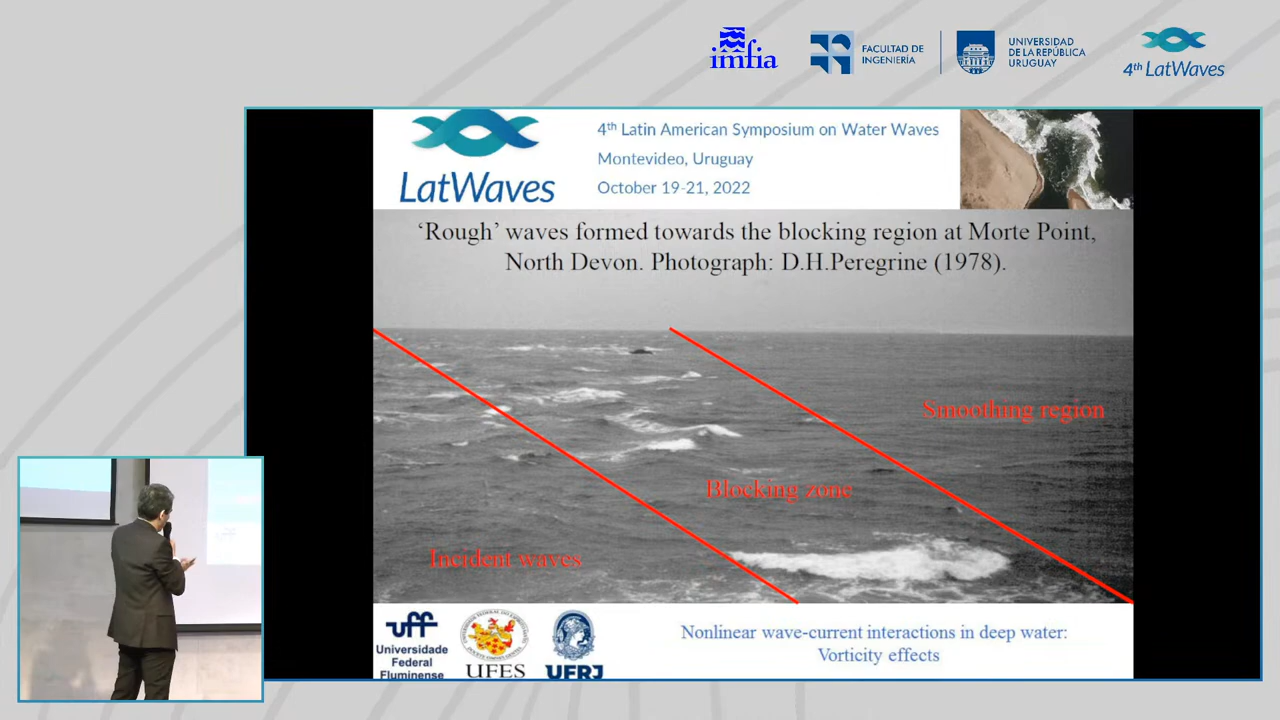 imfia
FACULTAD DE
INGENIERÍA
UNIVERSIDAD
DE LA REPÚBLICA
URUGUAY
4th LatWaves
LatWaves
4th Latin American Symposium on Water Waves
Montevideo, Uruguay
October 19-21, 2022
‘Rough’ waves formed towards the blocking region at Morte Point,
North Devon. Photograph: D.H.Peregrine (1978).
Smoothing region
Blocking zone
Incident waves
uff
Universidade
Federal
Fluminense
UFES
UFRJ
Nonlinear wave-current interactions in deep water:
Vorticity effects